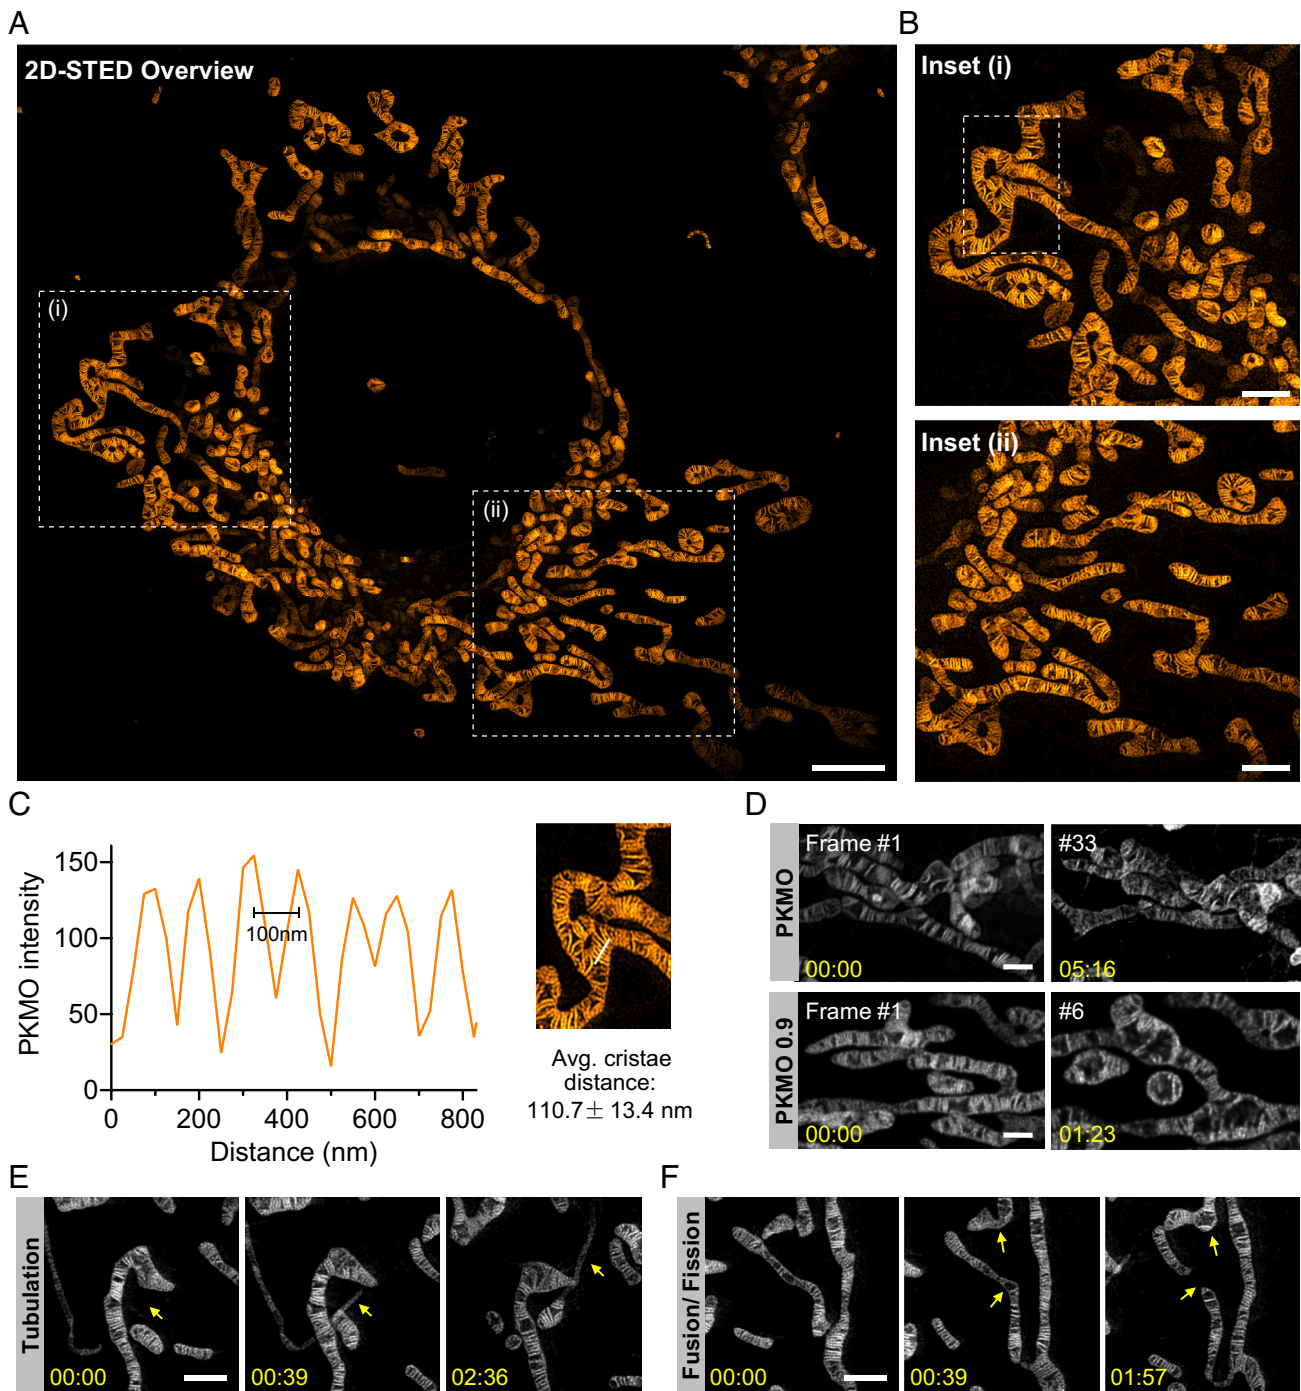 A
2D-STED Overview
(i)
(ii)
B
Inset (i)
Inset (ii)
C
PKMO intensity
150
100
50
0
100nm
0 200 400 600 800
Distance (nm)
Avg. cristae
distance:
110.7 ± 13.4 nm
D
PKMO
Frame #1
00:00
#33
05:16
PKMO 0.9
Frame #1
00:00
#6
01:23
E
Tubulation
00:00
00:39
02:36
F
Fusion/ Fission
00:00
00:39
01:57